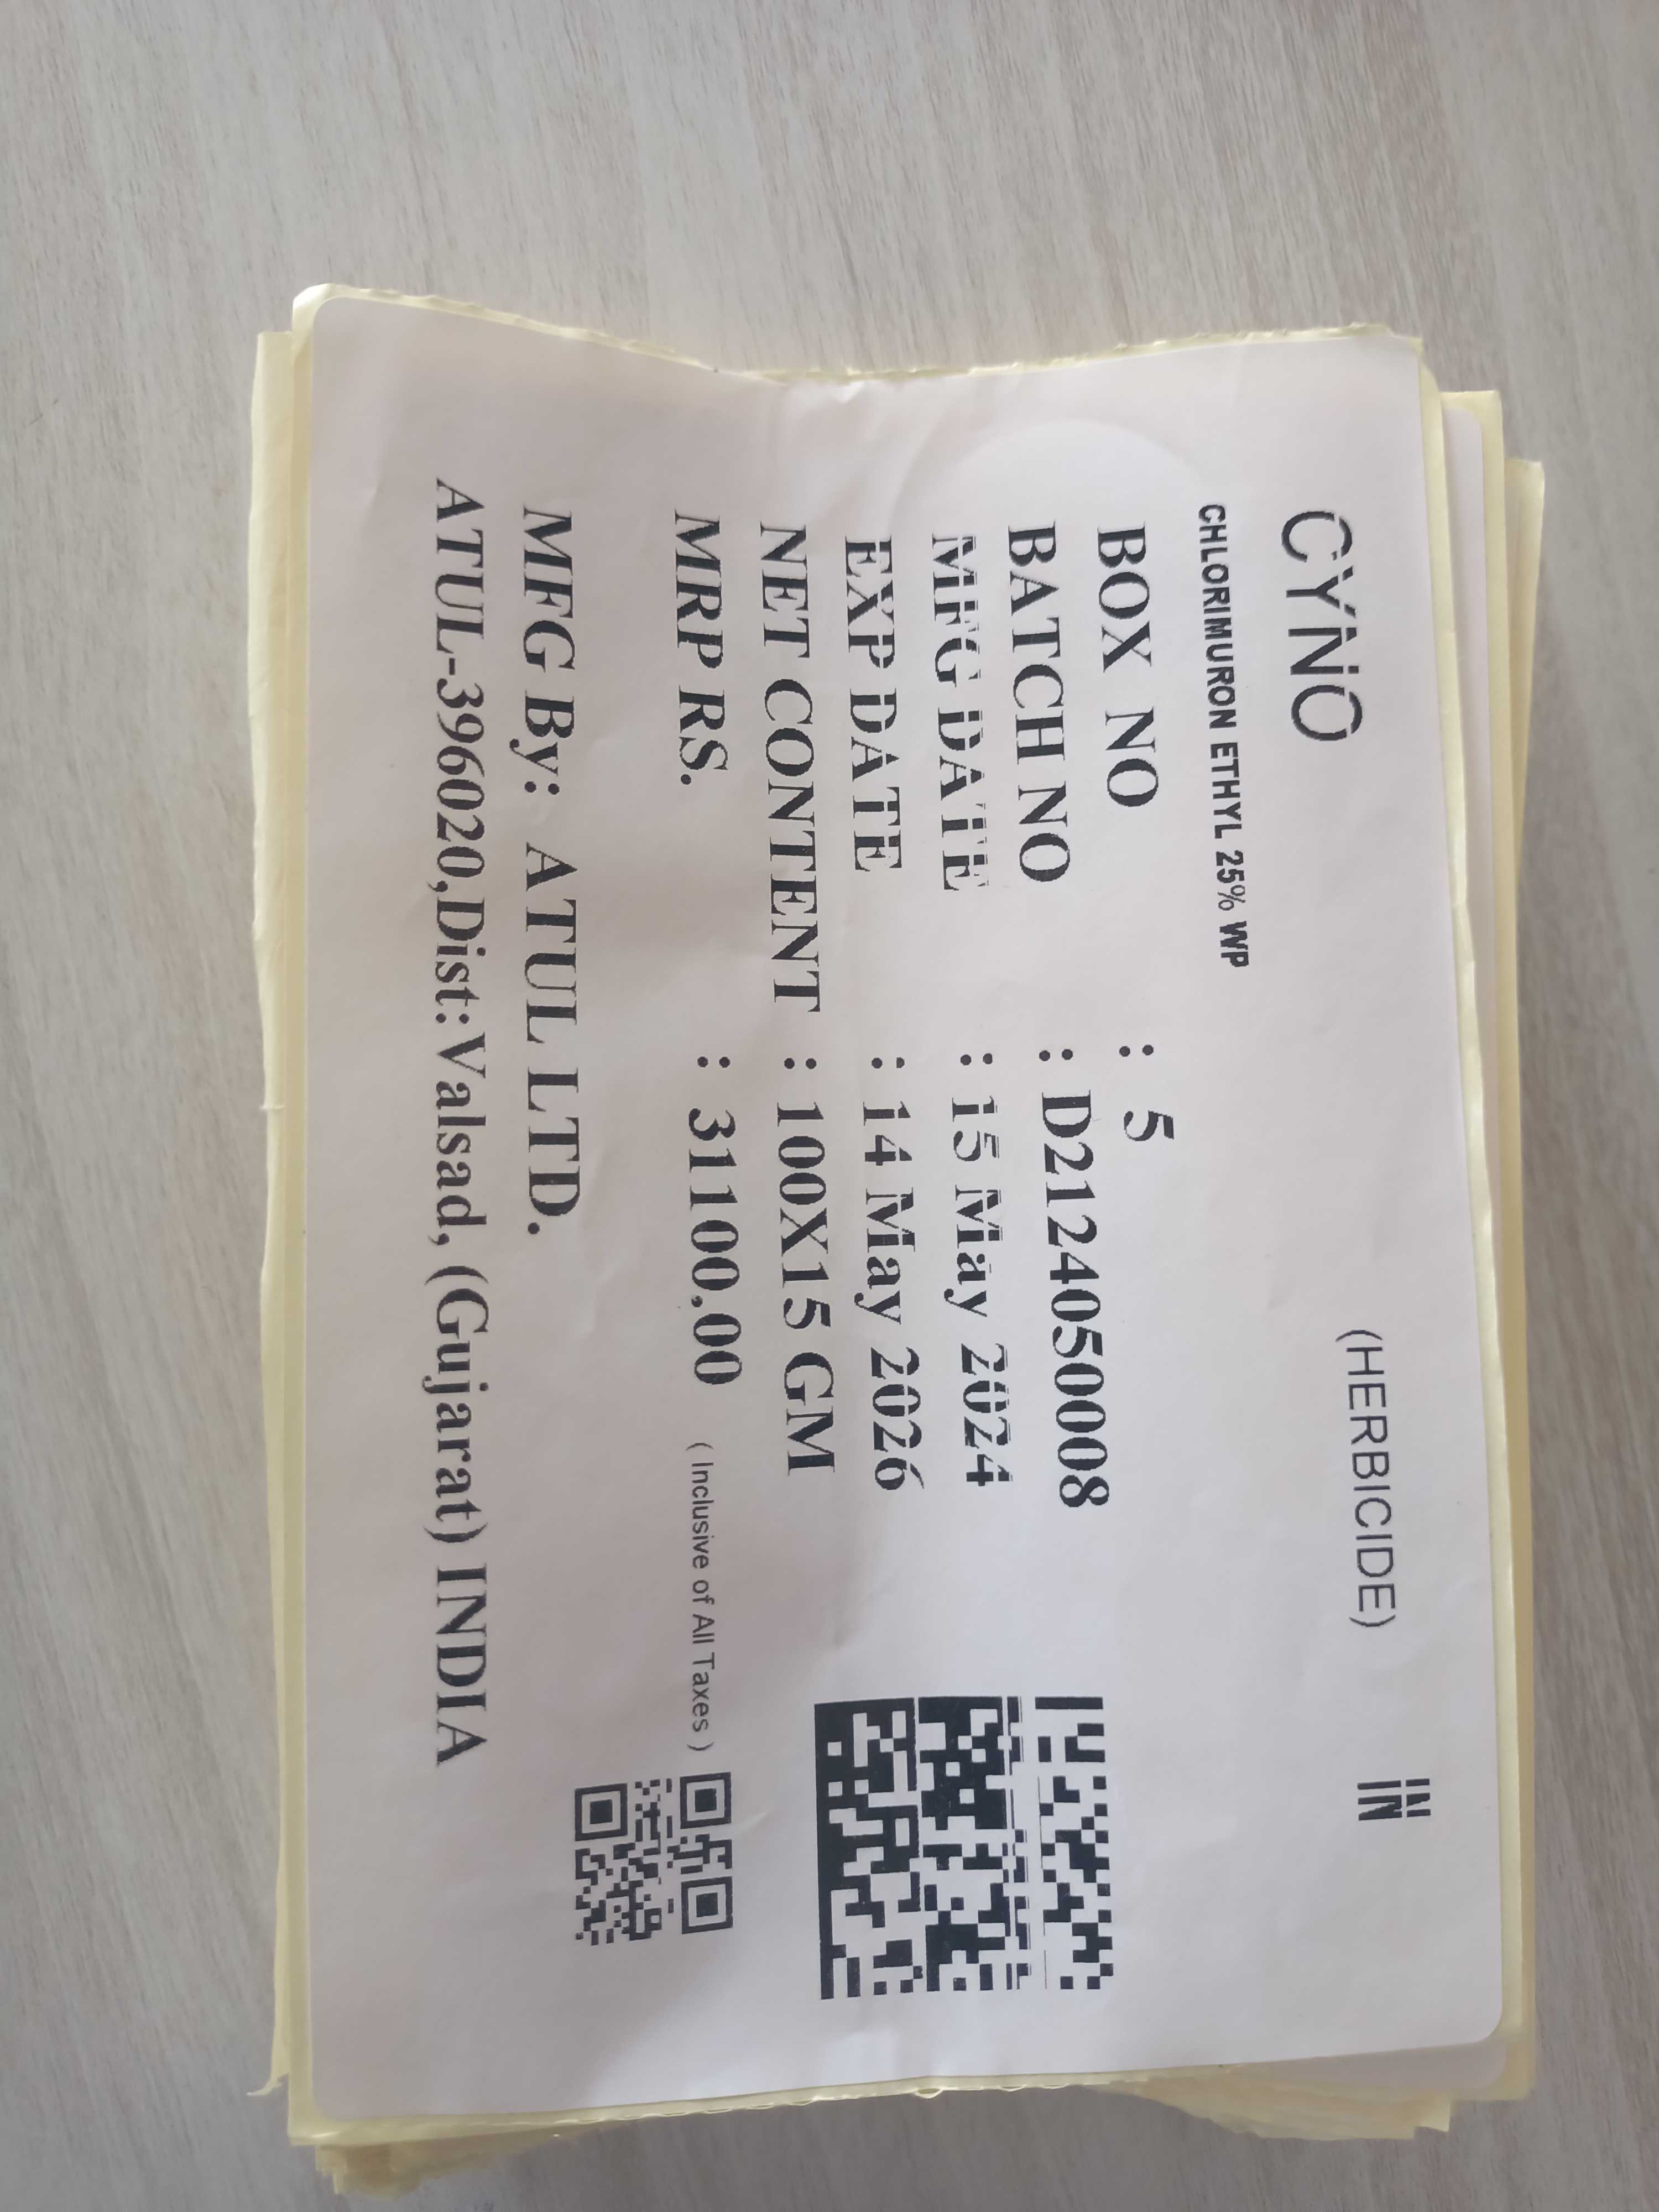 CYNO (HERBICIDE) IN
CHLORIMURON ETHYL 25% WP
BOX NO : 5
BATCH NO : D2124050008
MFG DATE : 15 May 2024
EXP DATE : 14 May 2026
NET CONTENT : 100X15 GM
MRP RS. : 31100.00 ( Inclusive of All Taxes )
MFG By: ATUL LTD.
ATUL-396020,Dist:Valsad, (Gujarat) INDIA